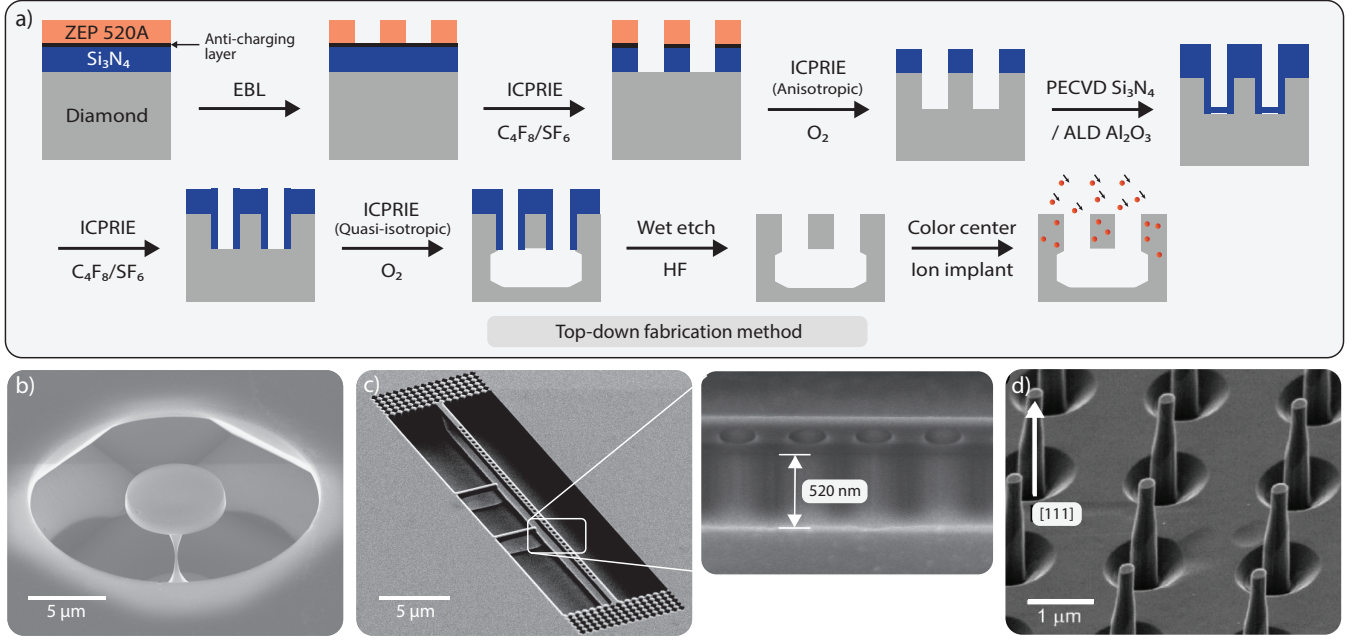 a)
ZEP 520A
Anti-charging
layer
Si₃N₄
Diamond
EBL
ICPRIE
C₄F₈/SF₆
ICPRIE
(Anisotropic)
O₂
PECVD Si₃N₄
/ ALD Al₂O₃
ICPRIE
C₄F₈/SF₆
ICPRIE
(Quasi-isotropic)
O₂
Wet etch
HF
Color center
Ion implant
Top-down fabrication method
b)
5 μm
c)
5 μm
520 nm
d)
[111]
1 μm